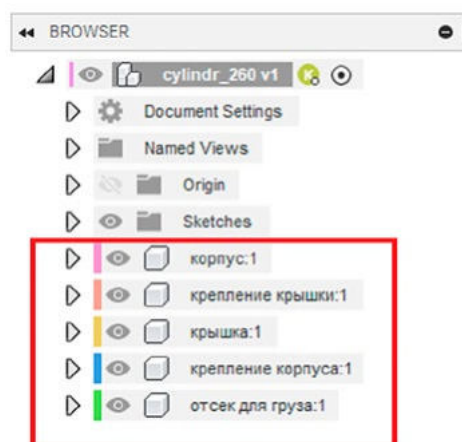 BROWSER
cylindr_260 v1
Document Settings
Named Views
Origin
Sketches
корпус:1
крепление крышки:1
крышка:1
крепление корпуса:1
отсек для груза:1